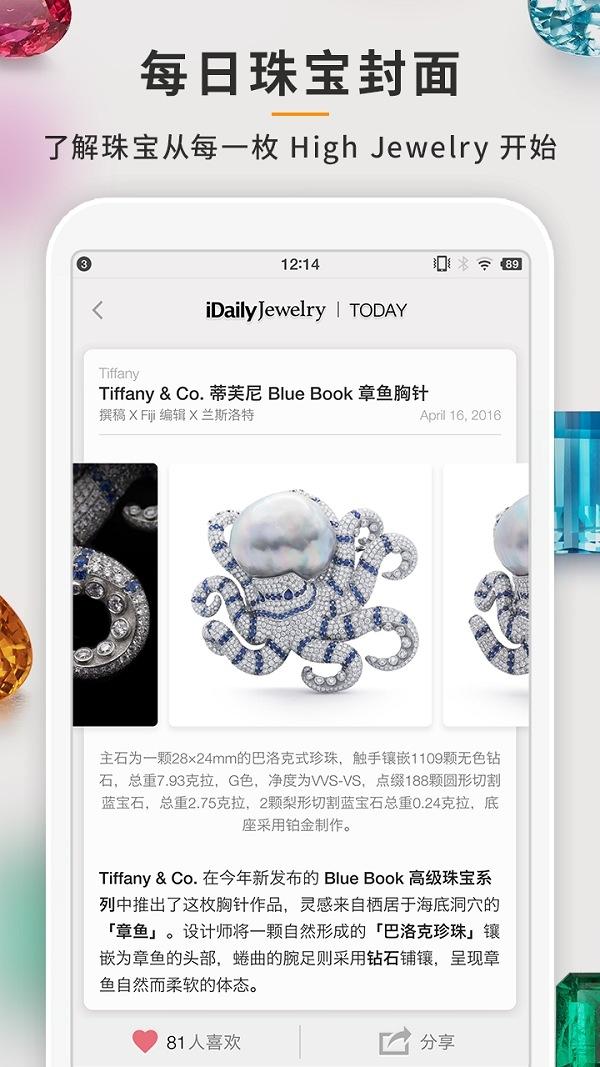 每日珠宝封面
了解珠宝从每一枚 High Jewelry 开始
3 12:14 89
iDaily Jewelry | TODAY
Tiffany
Tiffany & Co. 蒂芙尼 Blue Book 章鱼胸针
撰稿 X Fiji 编辑 X 兰斯洛特 April 16, 2016
主石为一颗28×24mm的巴洛克式珍珠，触手镶嵌1109颗无色钻
石，总重7.93克拉，G色，净度为VVS-VS，点缀188颗圆形切割
蓝宝石，总重2.75克拉，2颗梨形切割蓝宝石总重0.24克拉，底
座采用铂金制作。
Tiffany & Co. 在今年新发布的 Blue Book 高级珠宝系
列中推出了这枚胸针作品，灵感来自栖居于海底洞穴的
「章鱼」。设计师将一颗自然形成的「巴洛克珍珠」镶
嵌为章鱼的头部，蜷曲的腕足则采用钻石铺镶，呈现章
鱼自然而柔软的体态。
81人喜欢 分享